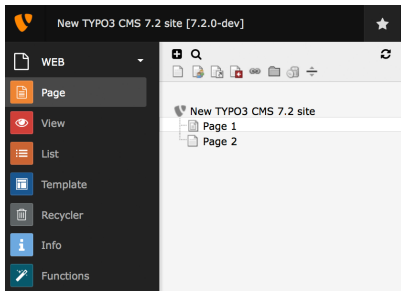 New TYPO3 CMS 7.2 site [7.2.0-dev]
WEB
Page
View
List
Template
Recycler
Info
Functions
New TYPO3 CMS 7.2 site
Page 1
Page 2